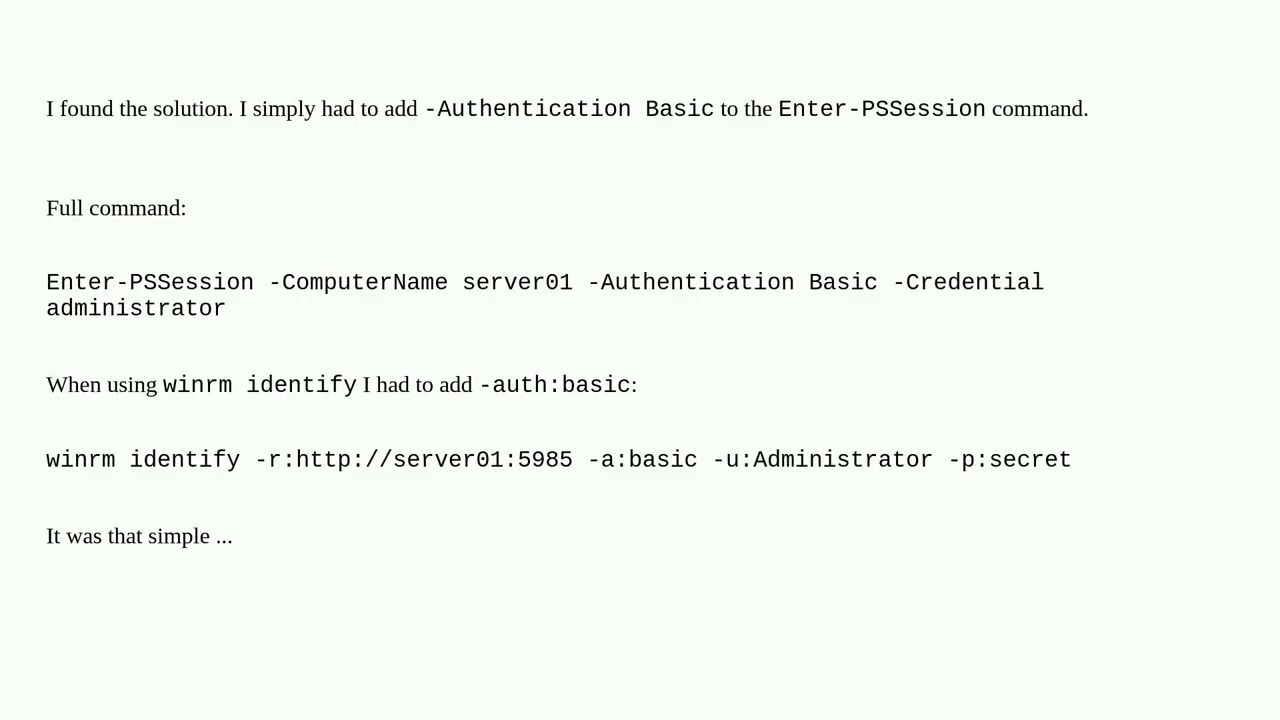 I found the solution. I simply had to add -Authentication Basic to the Enter-PSSession command.
Full command:
Enter-PSSession -ComputerName server01 -Authentication Basic -Credential
administrator
When using winrm identify I had to add -auth:basic:
winrm identify -r:http://server01:5985 -a:basic -u:Administrator -p:secret
It was that simple ...